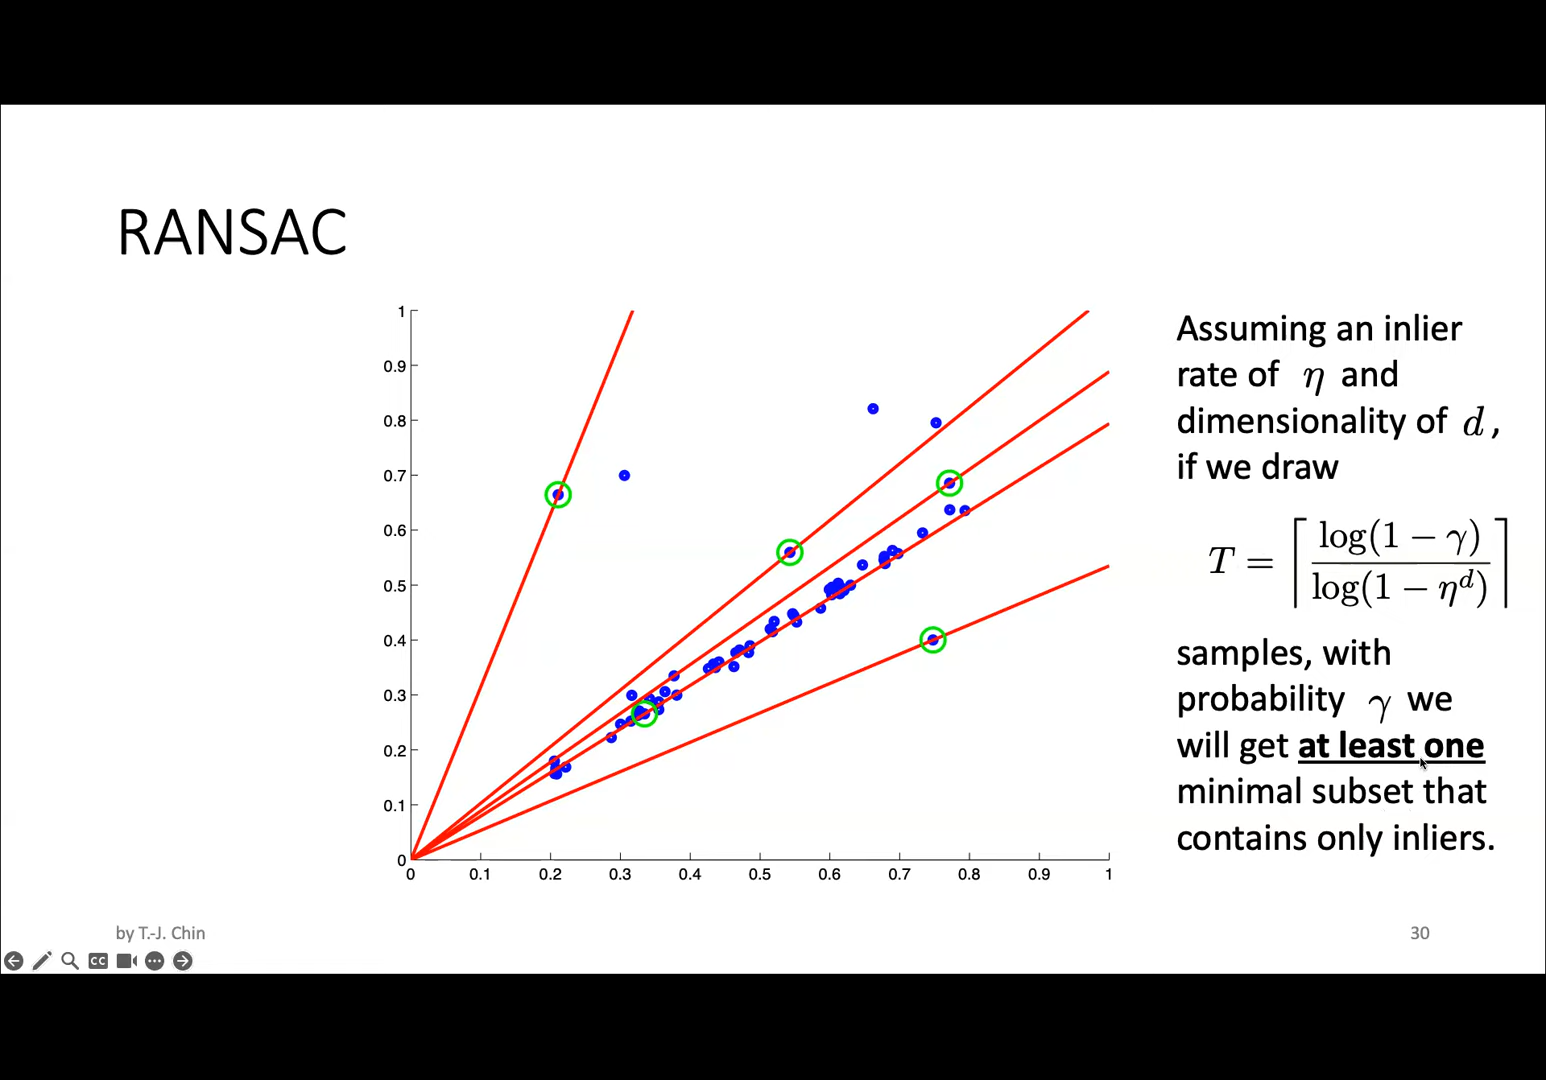 RANSAC
1
0.9
0.8
0.7
0.6
0.5
0.4
0.3
0.2
0.1
0
0 0.1 0.2 0.3 0.4 0.5 0.6 0.7 0.8 0.9 1
Assuming an inlier
rate of η and
dimensionality of d,
if we draw
T = ⌈ log(1 − γ) / log(1 − η^d) ⌉
samples, with
probability γ we
will get at least one
minimal subset that
contains only inliers.
by T.-J. Chin
30
CC